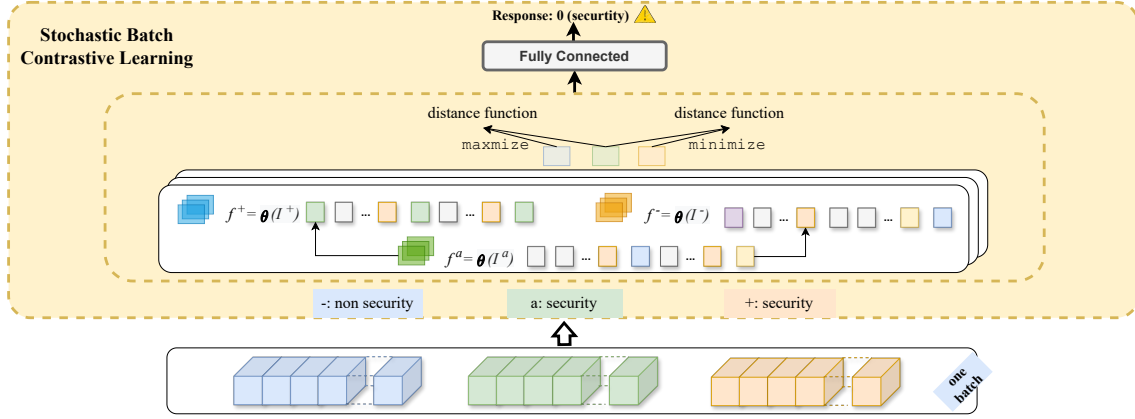 Response: 0 (securtity)
Stochastic Batch
Contrastive Learning
Fully Connected
distance function
distance function
maxmize
minimize
f⁺= θ(I⁺)
...
...
f⁻= θ(I⁻)
...
...
fᵃ= θ(Iᵃ)
...
...
-: non security
a: security
+: security
one
batch